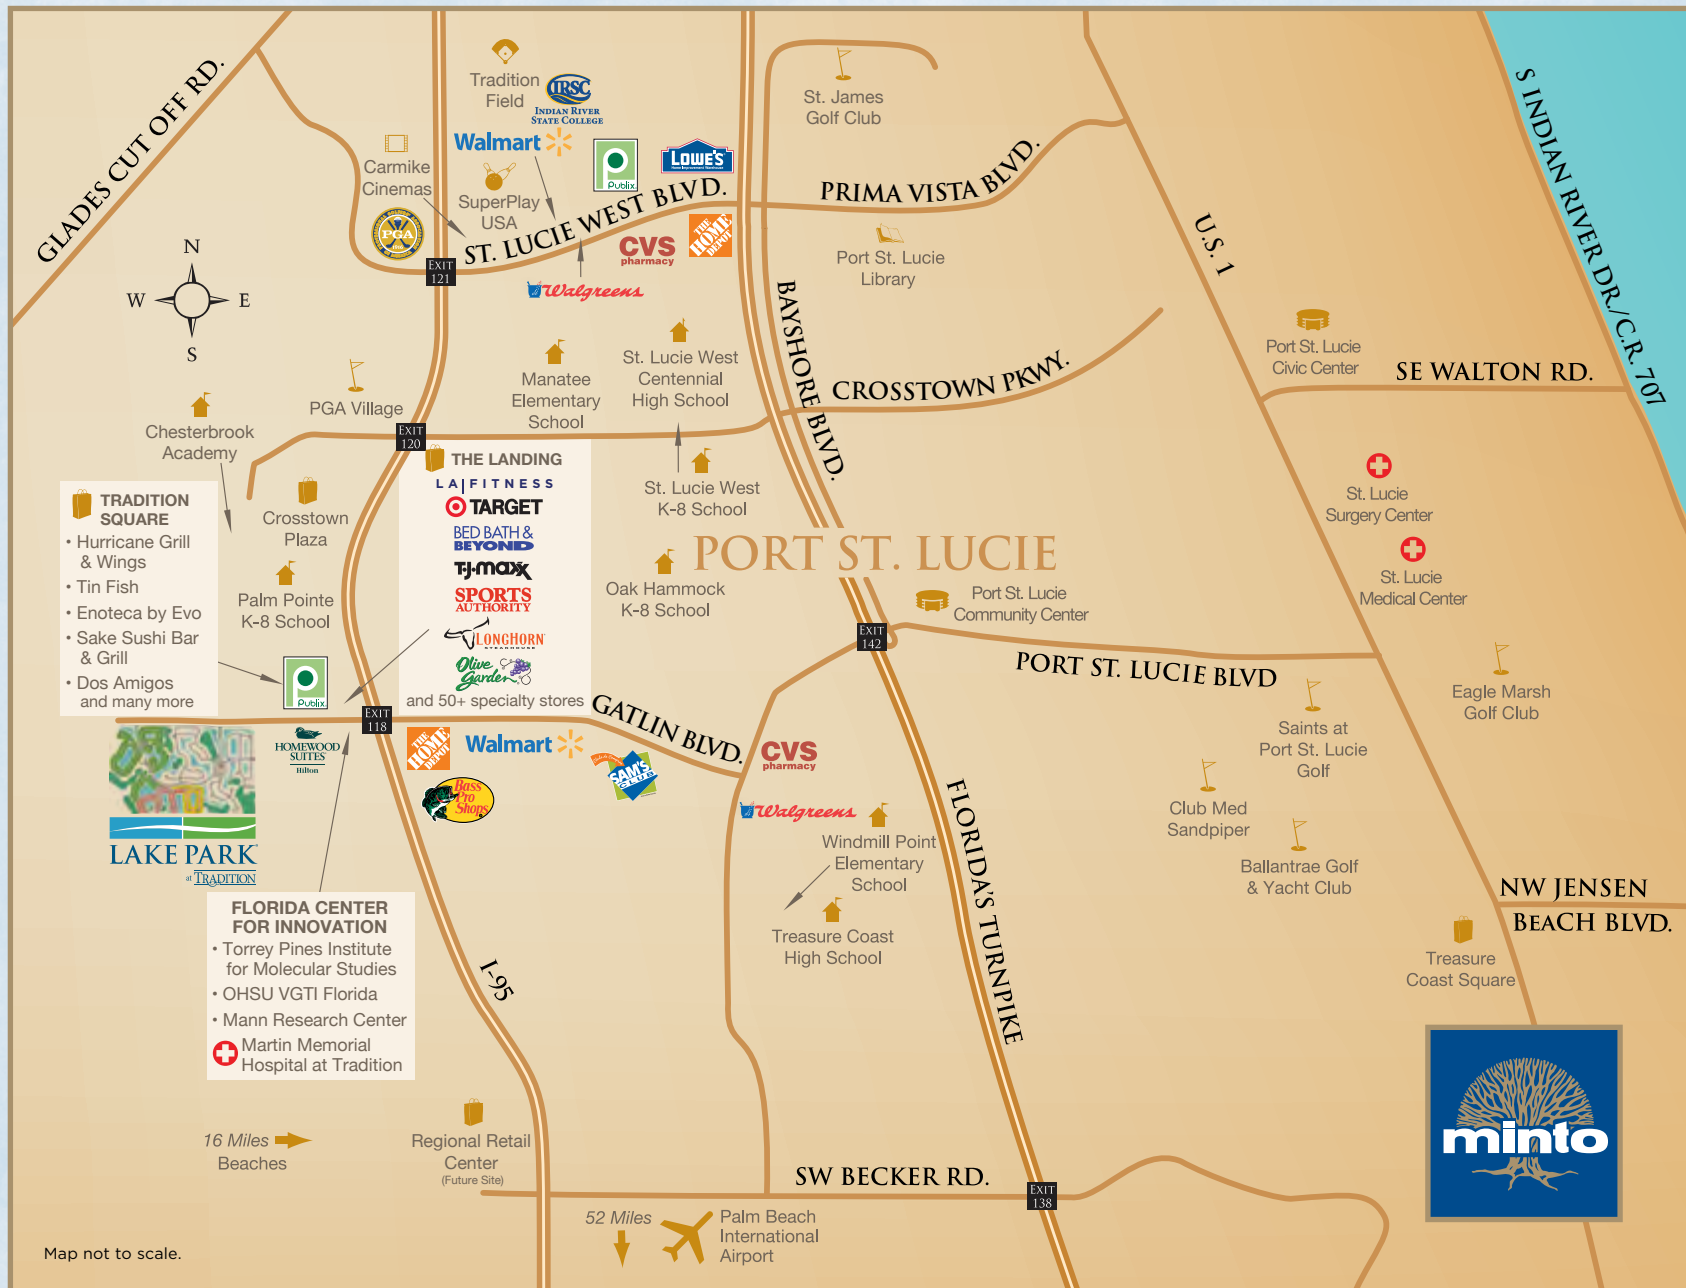 GLADES CUT OFF RD.
Tradition
Field
IRSC
INDIAN RIVER
STATE COLLEGE
St. James
Golf Club
S INDIAN RIVER DR./C.R. 707
Carmike
Cinemas
Walmart
Publix
LOWE'S
Home Improvement Warehouse
SuperPlay
USA
PGA
ST. LUCIE WEST BLVD.
PRIMA VISTA BLVD.
U.S. 1
EXIT
121
CVS
pharmacy
THE
HOME
DEPOT
Walgreens
Port St. Lucie
Library
N
W
E
S
BAYSHORE BLVD.
CROSSTOWN PKWY.
Port St. Lucie
Civic Center
SE WALTON RD.
PGA Village
Manatee
Elementary
School
St. Lucie West
Centennial
High School
Chesterbrook
Academy
EXIT
120
TRADITION
SQUARE
• Hurricane Grill
& Wings
• Tin Fish
• Enoteca by Evo
• Sake Sushi Bar
& Grill
• Dos Amigos
and many more
Crosstown
Plaza
Palm Pointe
K-8 School
THE LANDING
LA|FITNESS
TARGET
BED BATH &
BEYOND
T·J·maxx
SPORTS
AUTHORITY
LONGHORN
STEAKHOUSE
Olive
Garden
and 50+ specialty stores
St. Lucie West
K-8 School
Oak Hammock
K-8 School
PORT ST. LUCIE
St. Lucie
Surgery Center
St. Lucie
Medical Center
Port St. Lucie
Community Center
EXIT
142
PORT ST. LUCIE BLVD
Eagle Marsh
Golf Club
Saints at
Port St. Lucie
Golf
Publix
EXIT
118
GATLIN BLVD.
HOMEWOOD
SUITES
Hilton
THE
HOME
DEPOT
Walmart
SAM'S
CLUB
Bass
Pro
Shops
CVS
pharmacy
Walgreens
Windmill Point
Elementary
School
Treasure Coast
High School
FLORIDA'S TURNPIKE
Club Med
Sandpiper
Ballantrae Golf
& Yacht Club
LAKE PARK
at TRADITION
FLORIDA CENTER
FOR INNOVATION
• Torrey Pines Institute
for Molecular Studies
• OHSU VGTI Florida
• Mann Research Center
Martin Memorial
Hospital at Tradition
I-95
NW JENSEN
BEACH BLVD.
Treasure
Coast Square
minto
16 Miles
Beaches
Regional Retail
Center
(Future Site)
SW BECKER RD.
EXIT
138
52 Miles
Palm Beach
International
Airport
Map not to scale.